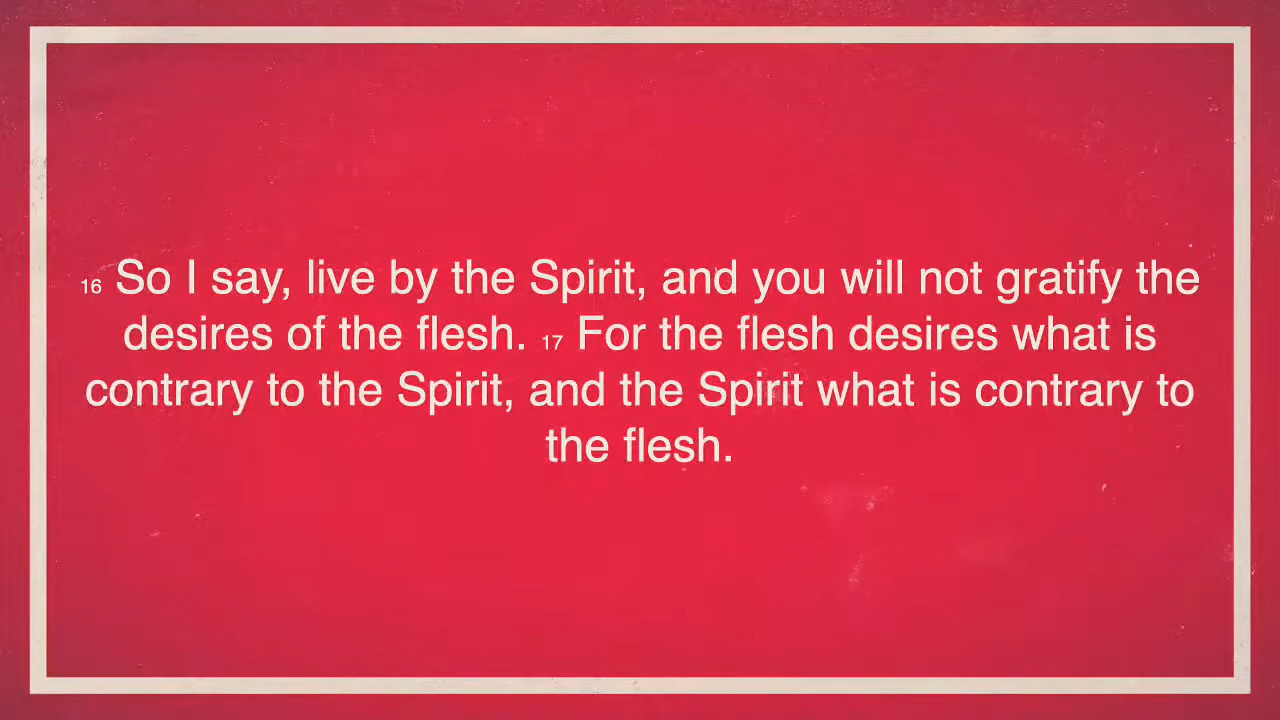 16 So I say, live by the Spirit, and you will not gratify the
desires of the flesh. 17 For the flesh desires what is
contrary to the Spirit, and the Spirit what is contrary to
the flesh.